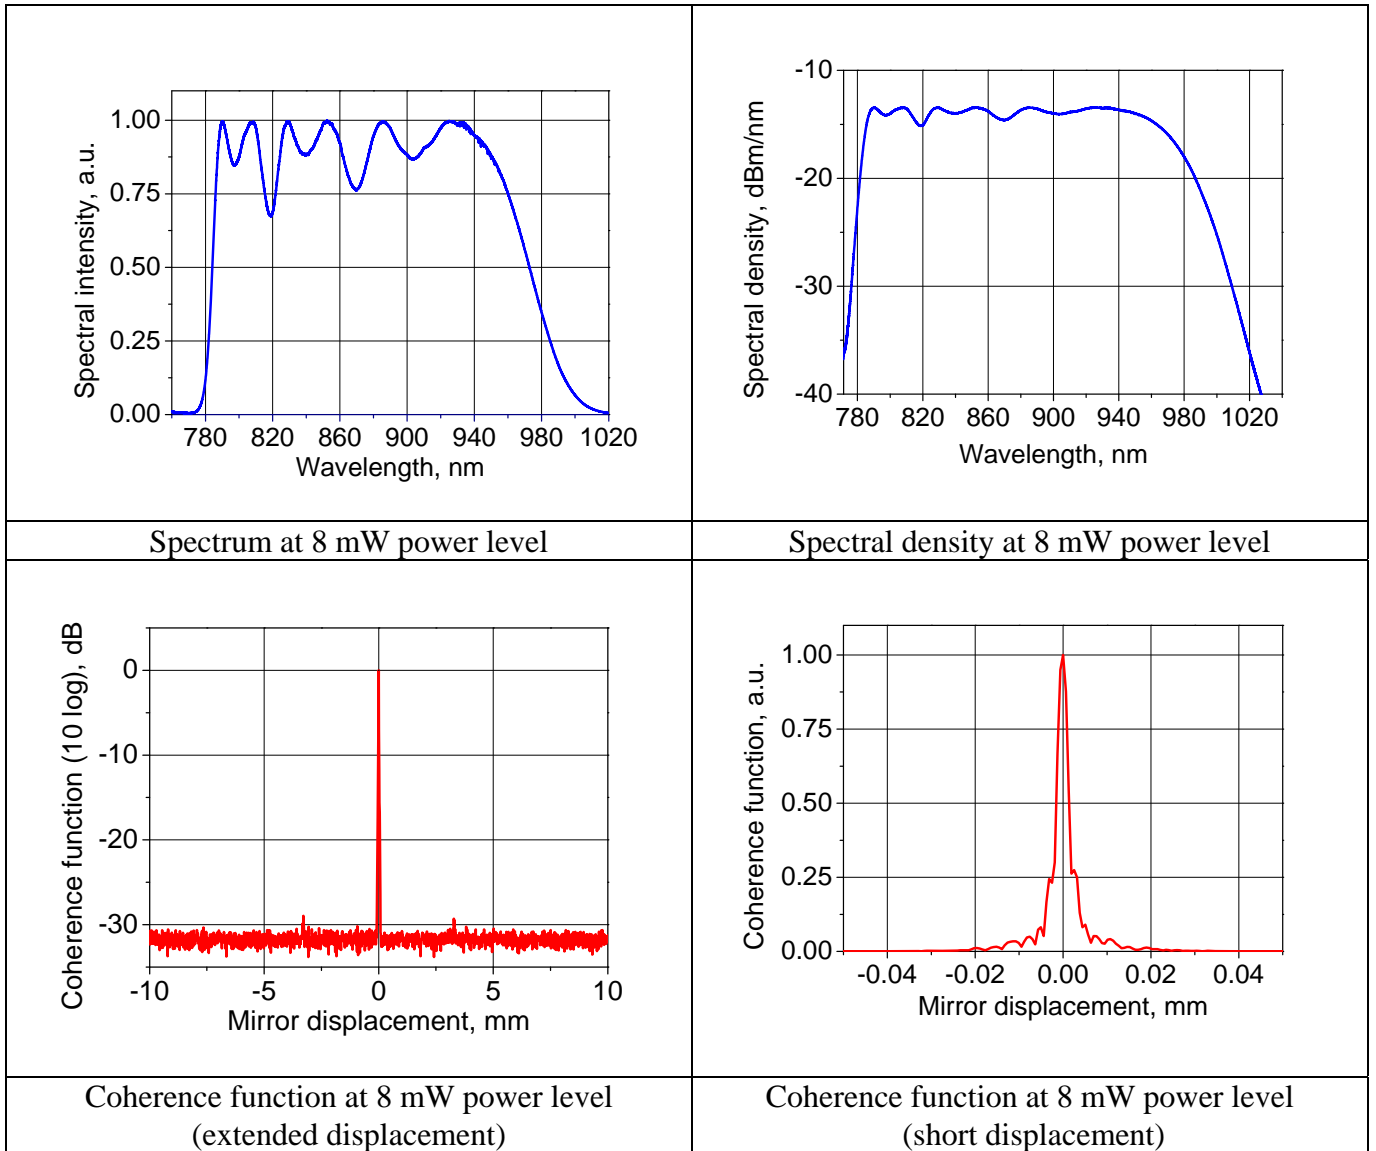 1.00
0.75
0.50
0.25
0.00
Spectral intensity, a.u.
780 820 860 900 940 980 1020
Wavelength, nm
-10
-20
-30
-40
Spectral density, dBm/nm
780 820 860 900 940 980 1020
Wavelength, nm
Spectrum at 8 mW power level
Spectral density at 8 mW power level
0
-10
-20
-30
Coherence function (10 log), dB
-10 -5 0 5 10
Mirror displacement, mm
1.00
0.75
0.50
0.25
0.00
Coherence function, a.u.
-0.04 -0.02 0.00 0.02 0.04
Mirror displacement, mm
Coherence function at 8 mW power level
(extended displacement)
Coherence function at 8 mW power level
(short displacement)